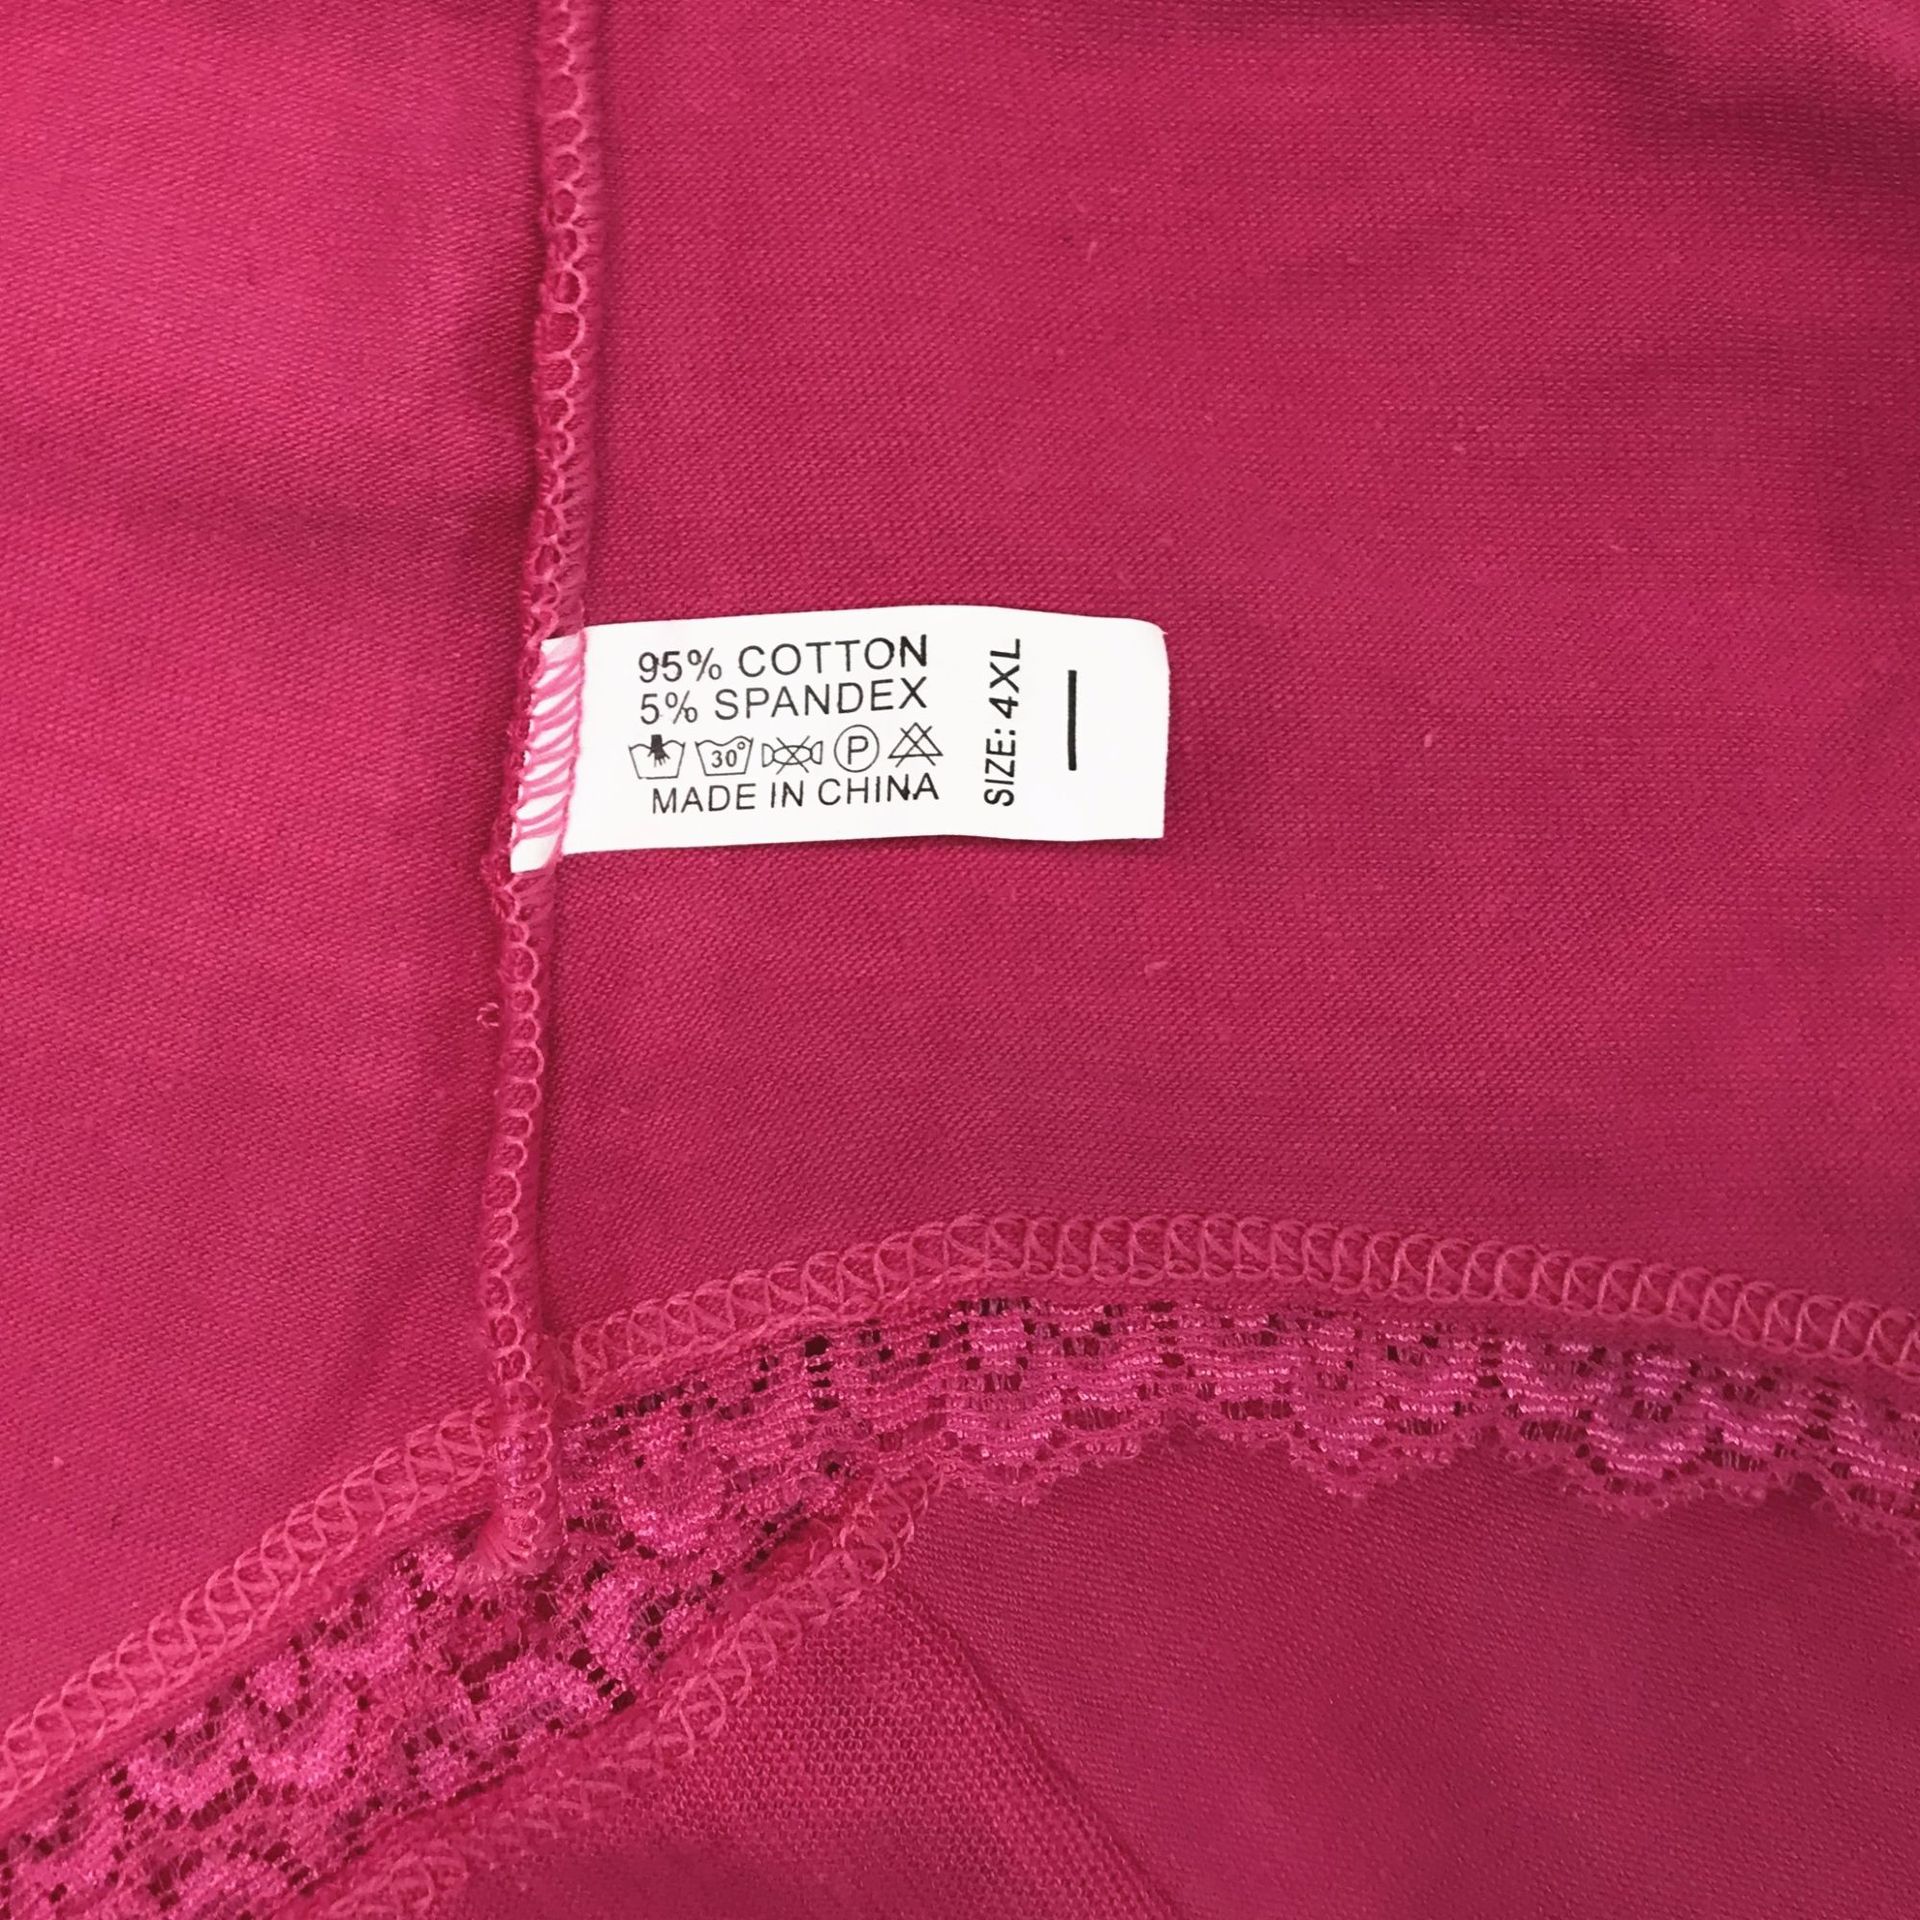 95% COTTON
5% SPANDEX
30°
P
MADE IN CHINA
SIZE: 4XL